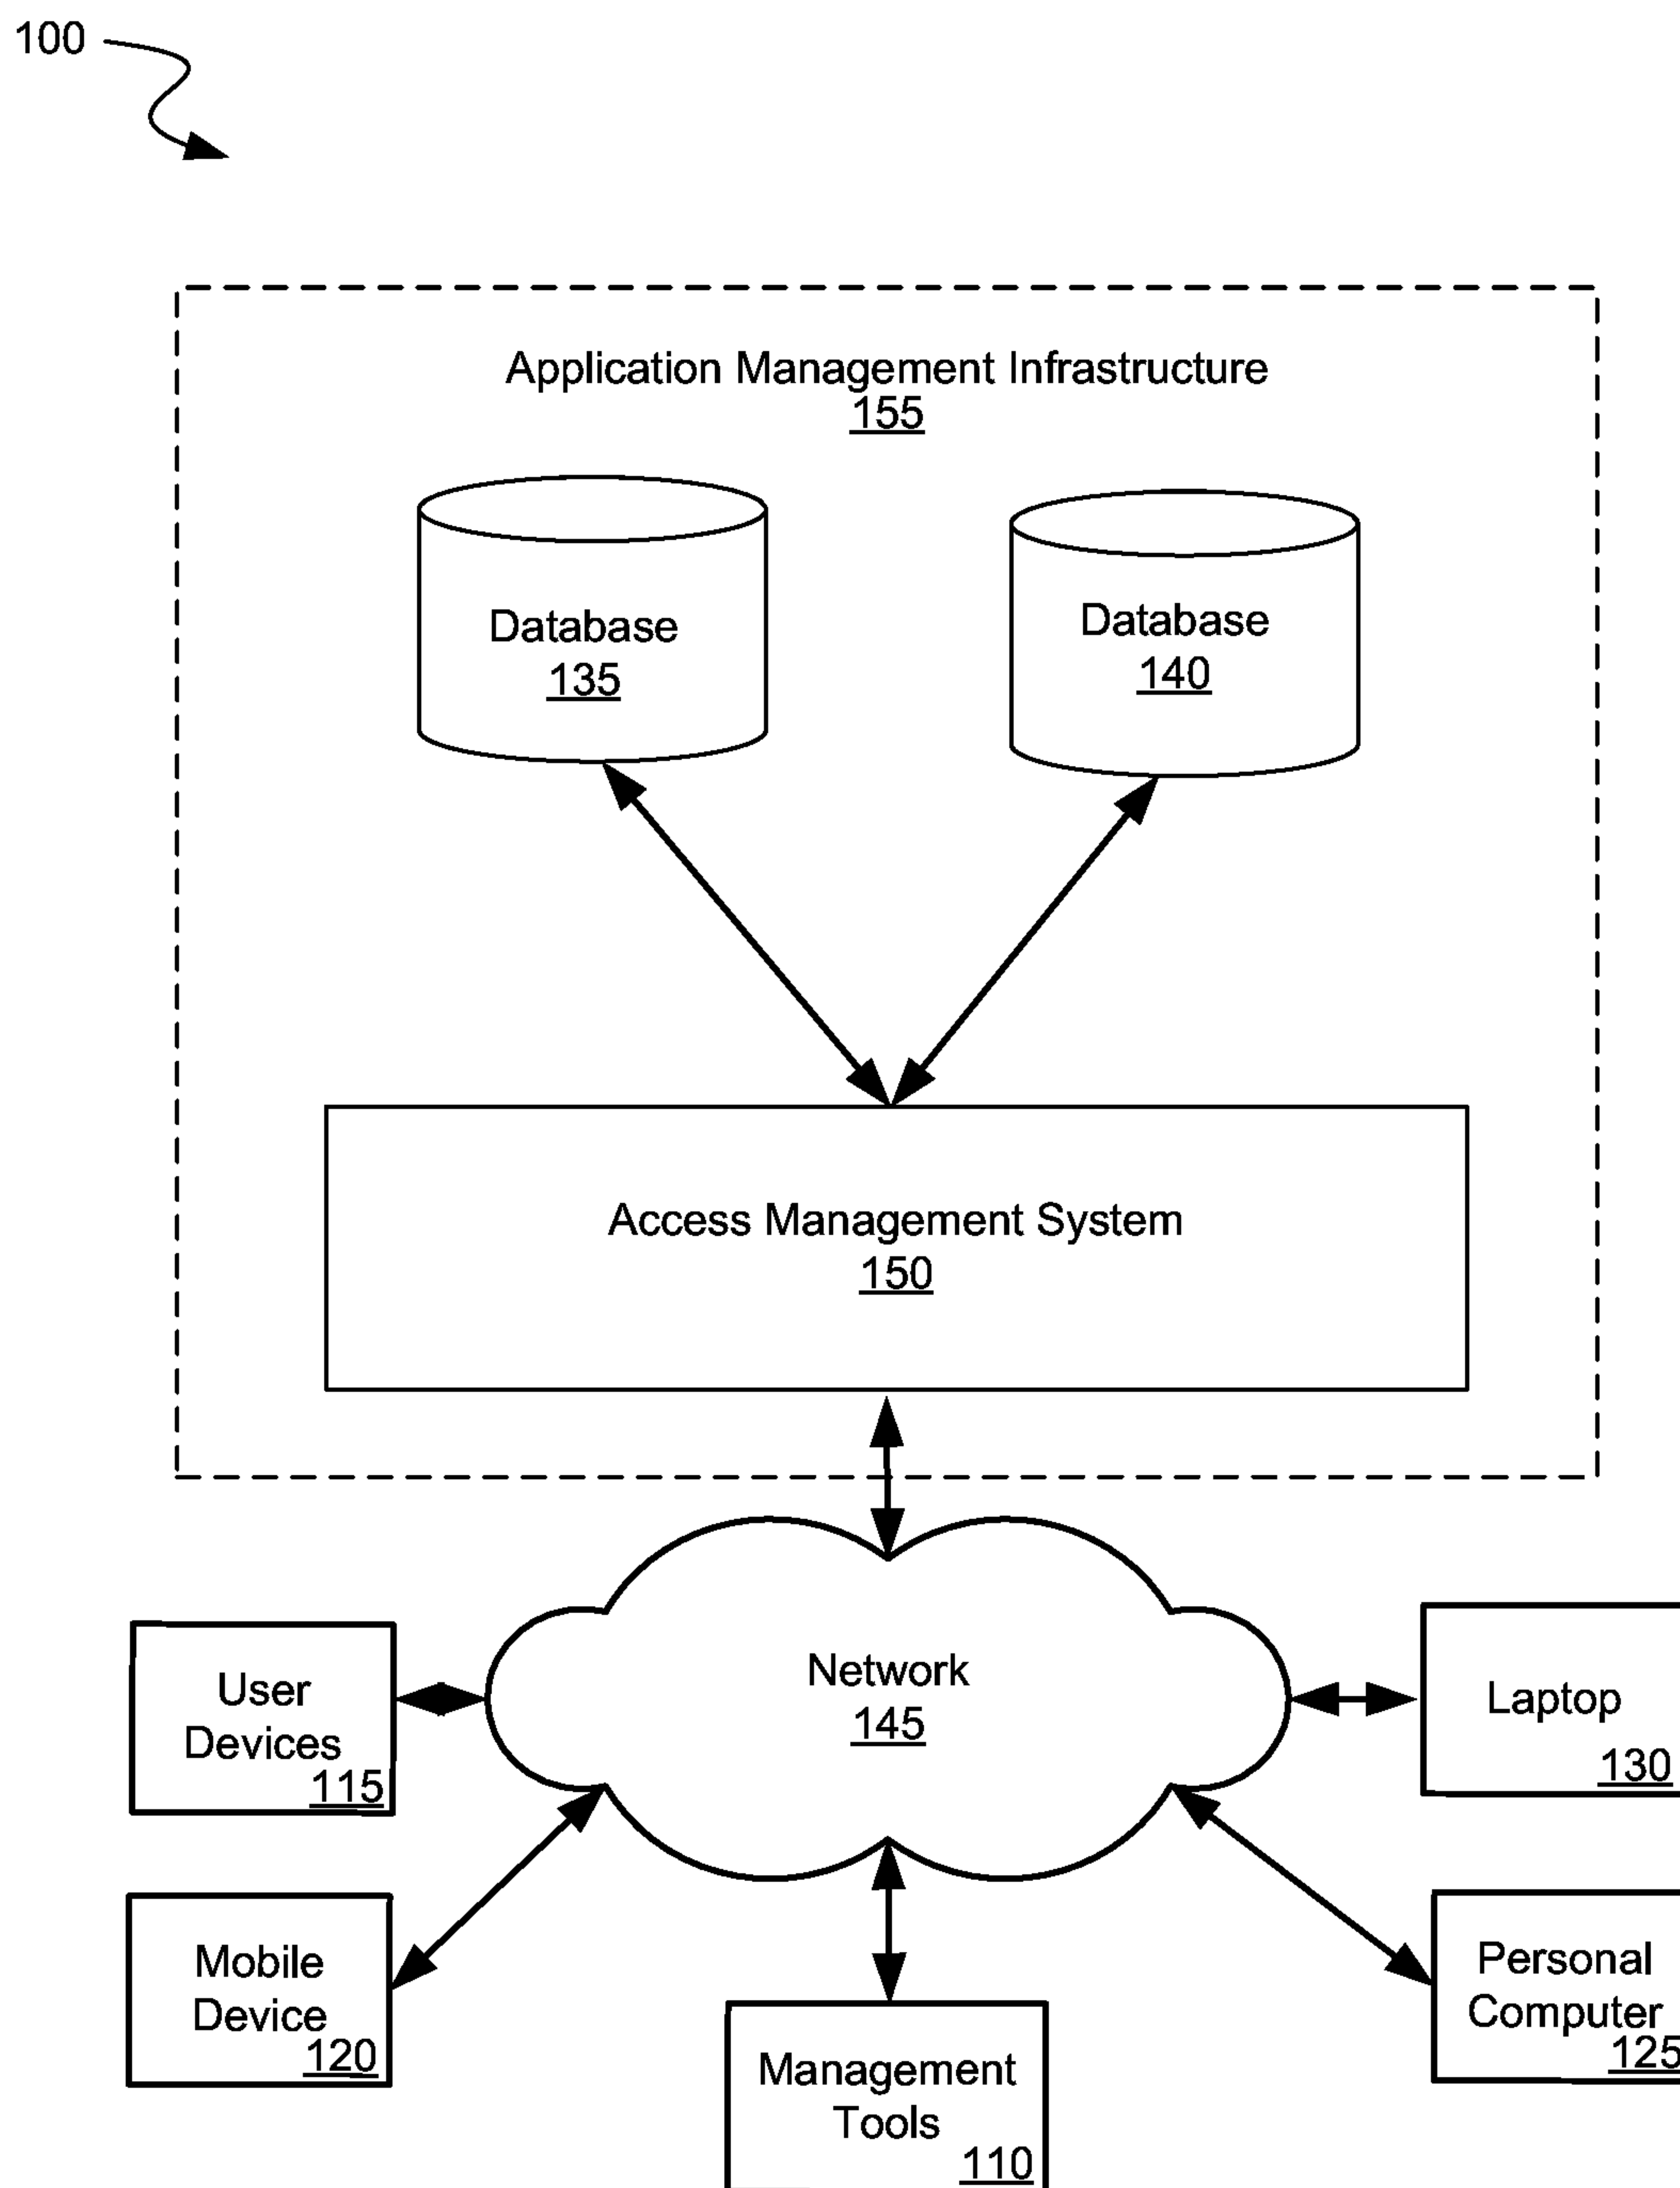 100
Application Management Infrastructure
155
Database
135
Database
140
Access Management System
150
Network
145
User
Devices
115
Laptop
130
Mobile
Device
120
Personal
Computer
125
Management
Tools
110